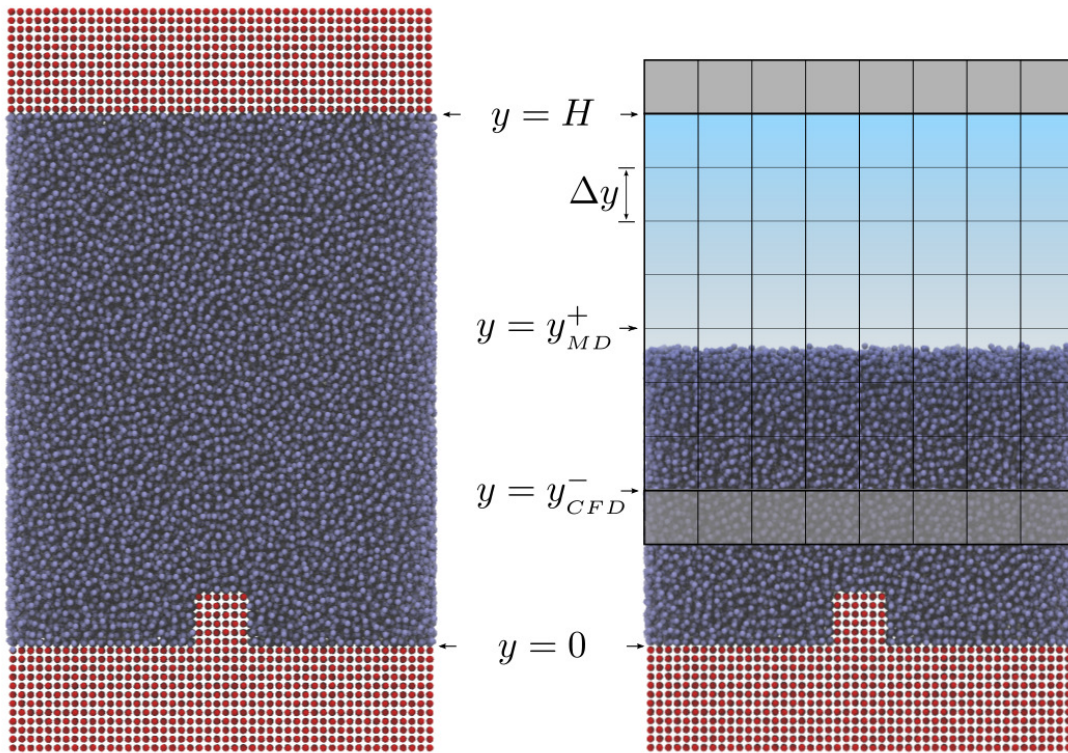 y = H
Δy
y = y⁺_MD
y = y⁻_CFD
y = 0